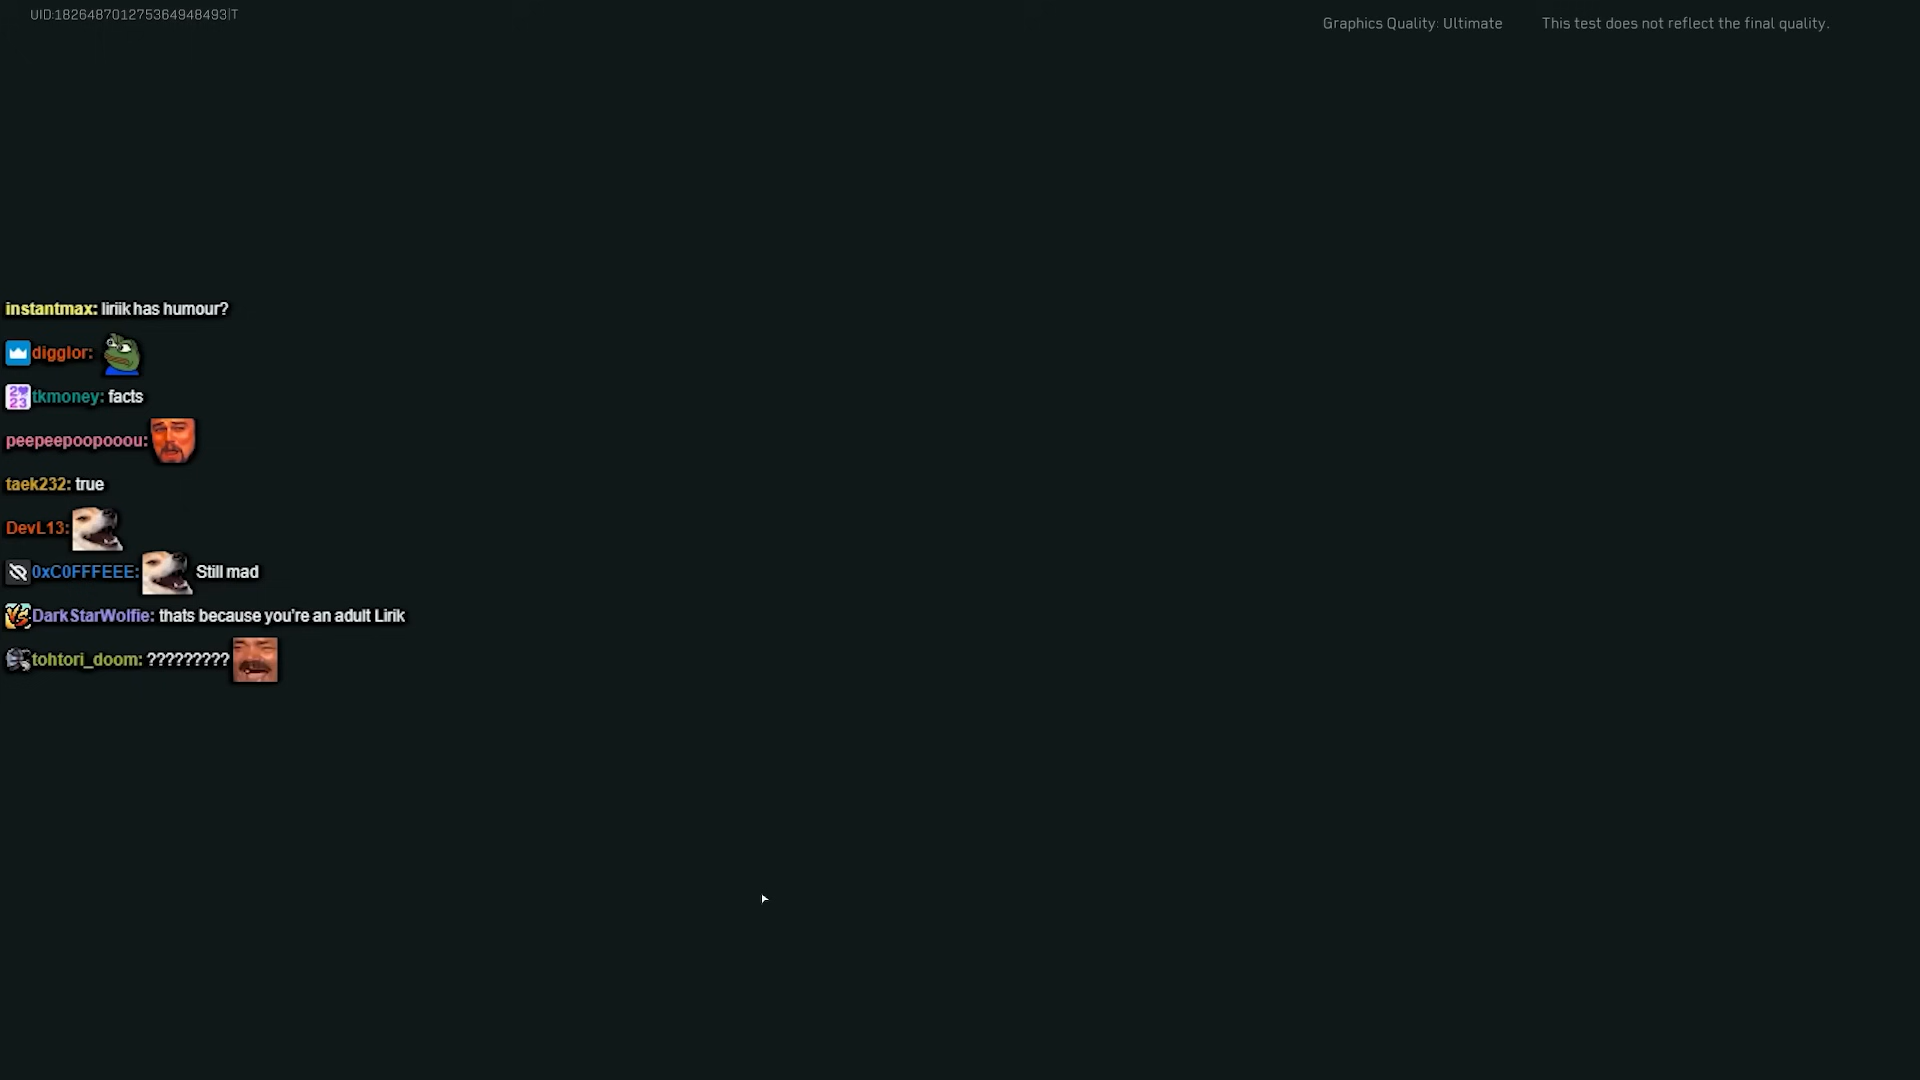 UID:182648701275364948493|T
Graphics Quality: Ultimate
This test does not reflect the final quality.
instantmax: liriik has humour?
digglor:
tkmoney: facts
peepeepoopooou:
taek232: true
DevL13:
0xC0FFFEEE: Still mad
DarkStarWolfie: thats because you're an adult Lirik
tohtori_doom: ?????????